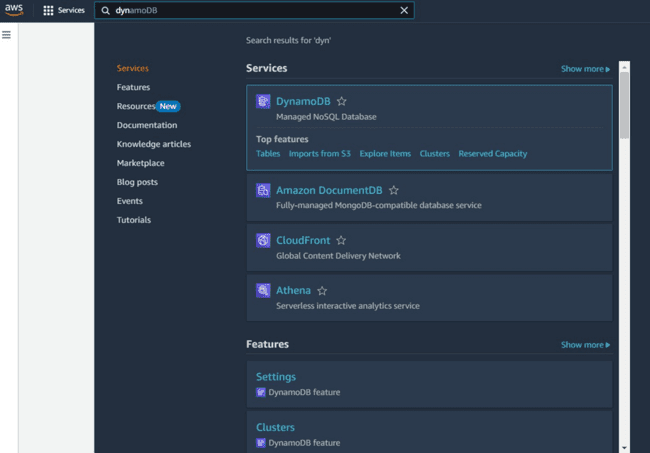 aws
Services
dynamoDB
Search results for 'dyn'
Services
Features
Resources New
Documentation
Knowledge articles
Marketplace
Blog posts
Events
Tutorials
Services
Show more
DynamoDB
Managed NoSQL Database
Top features
Tables Imports from S3 Explore Items Clusters Reserved Capacity
Amazon DocumentDB
Fully-managed MongoDB-compatible database service
CloudFront
Global Content Delivery Network
Athena
Serverless interactive analytics service
Features
Show more
Settings
DynamoDB feature
Clusters
DynamoDB feature